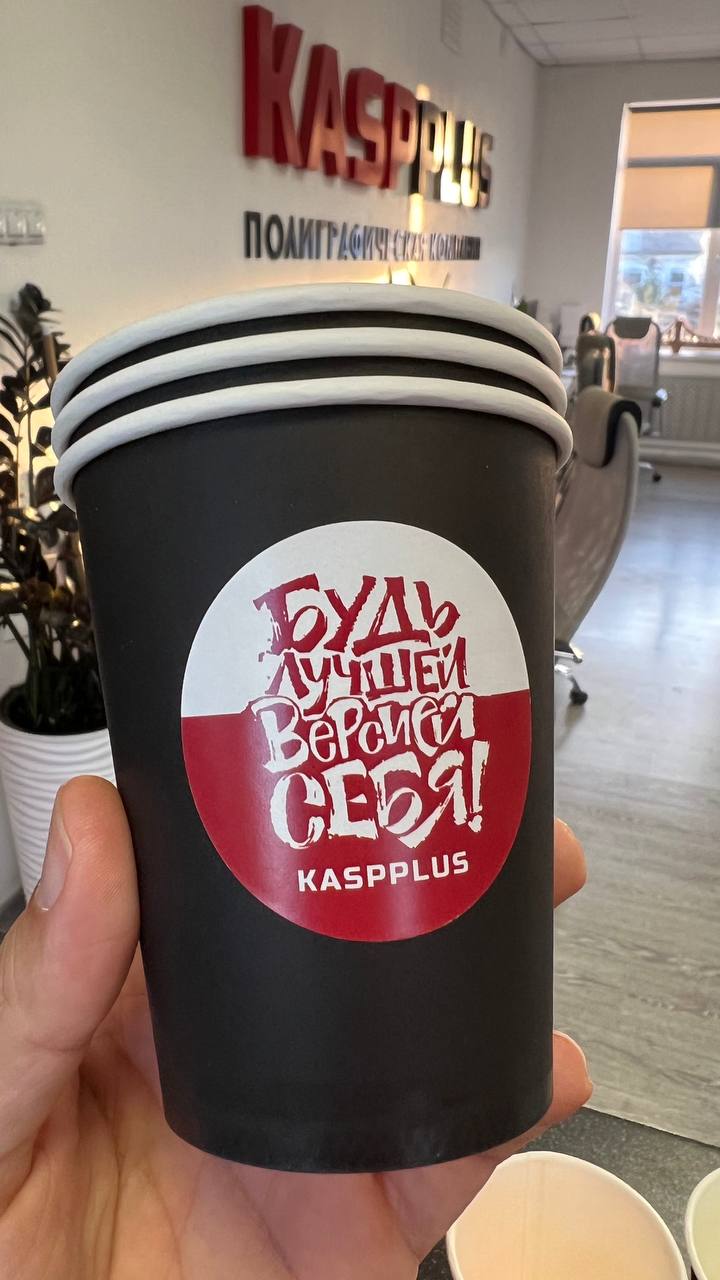 KASPPLUS
ПОЛИГРАФИЧЕСКАЯ КОМПАНИЯ
БУДЬ
ЛУЧШЕЙ
ВЕРСИЕЙ
СЕБЯ!
KASPPLUS